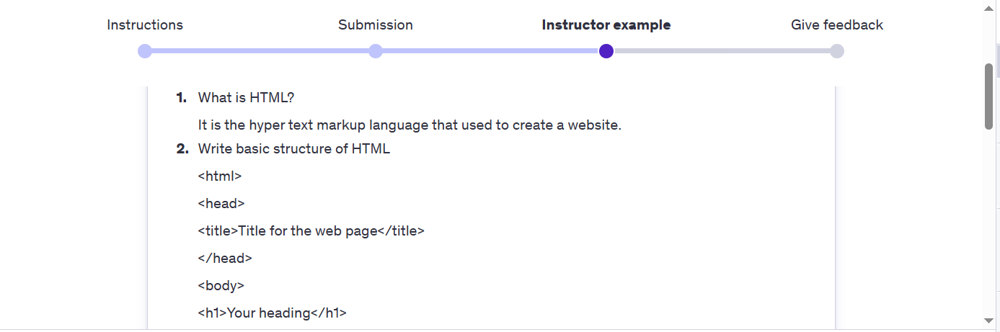 Instructions Submission Instructor example Give feedback
1. What is HTML?
It is the hyper text markup language that used to create a website.
2. Write basic structure of HTML
<html>
<head>
<title>Title for the web page</title>
</head>
<body>
<h1>Your heading</h1>